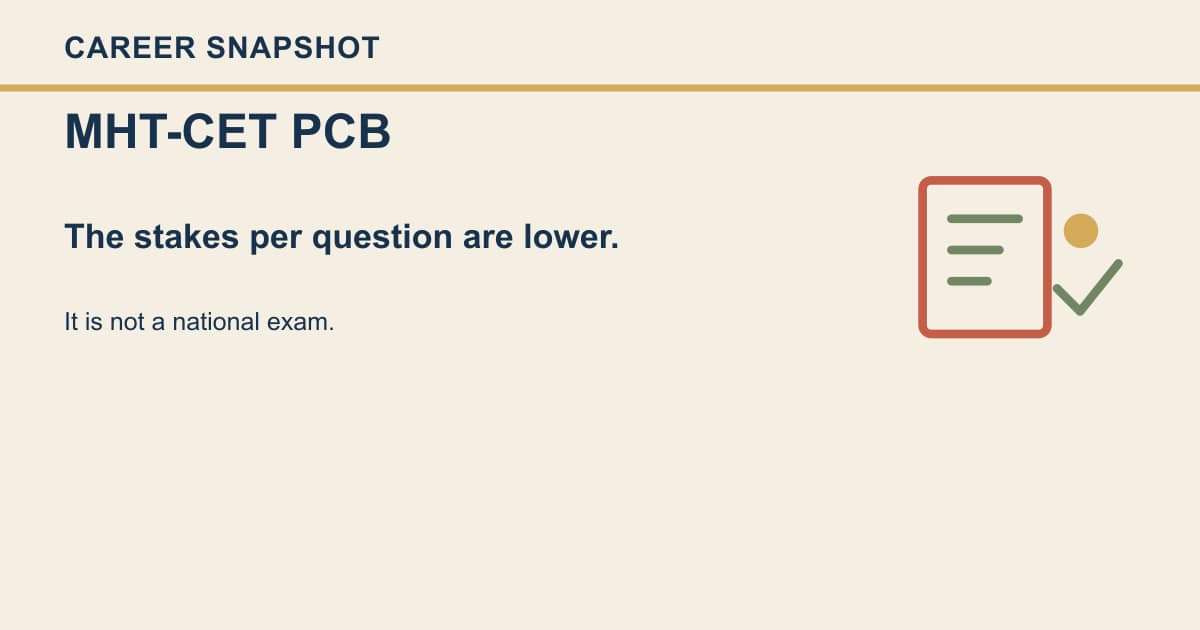 CAREER SNAPSHOT
MHT-CET PCB
The stakes per question are lower.
It is not a national exam.